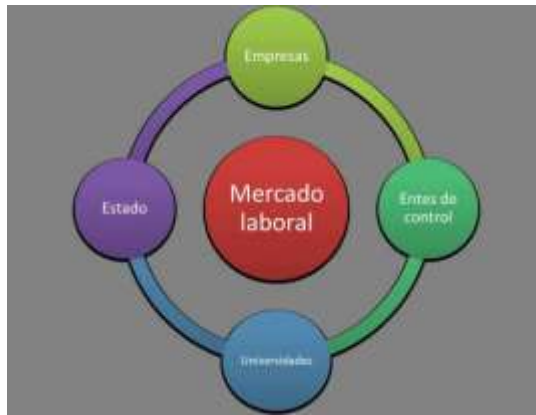 Empresas
Estado
Mercado
laboral
Entes de
control
Universidades